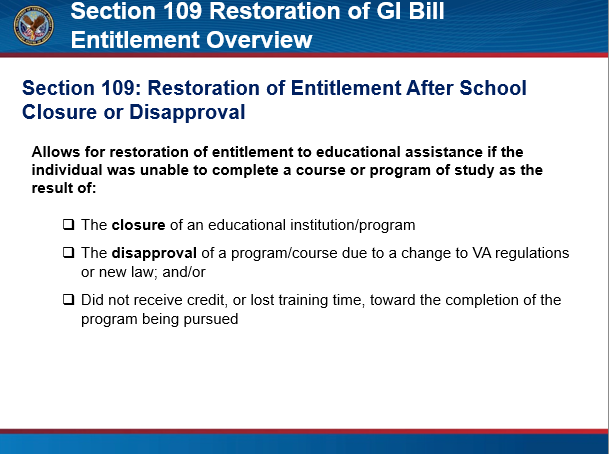 Section 109 Restoration of GI Bill
Entitlement Overview
Section 109: Restoration of Entitlement After School
Closure or Disapproval
Allows for restoration of entitlement to educational assistance if the
individual was unable to complete a course or program of study as the
result of:
❑ The closure of an educational institution/program
❑ The disapproval of a program/course due to a change to VA regulations
or new law; and/or
❑ Did not receive credit, or lost training time, toward the completion of the
program being pursued